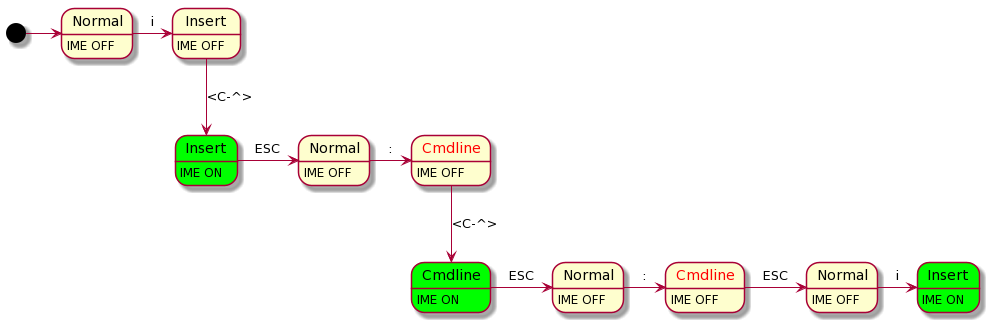 Normal i Insert
IME OFF IME OFF
<C-^>
Insert ESC Normal : Cmdline
IME ON IME OFF IME OFF
<C-^>
Cmdline ESC Normal : Cmdline ESC Normal i Insert
IME ON IME OFF IME OFF IME OFF IME ON